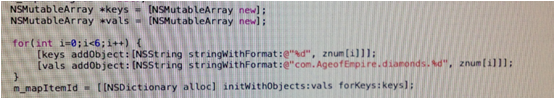 NSMutableArray *keys = [NSMutableArray new];
NSMutableArray *vals = [NSMutableArray new];
for(int i=0;i<6;i++) {
[keys addObject:[NSString stringWithFormat:@"%d", znum[i]]];
[vals addObject:[NSString stringWithFormat:@"com.AgeofEmpire.diamonds.%d", znum[i]]];
}
m_mapItemId = [[NSDictionary alloc] initWithObjects:vals forKeys:keys];